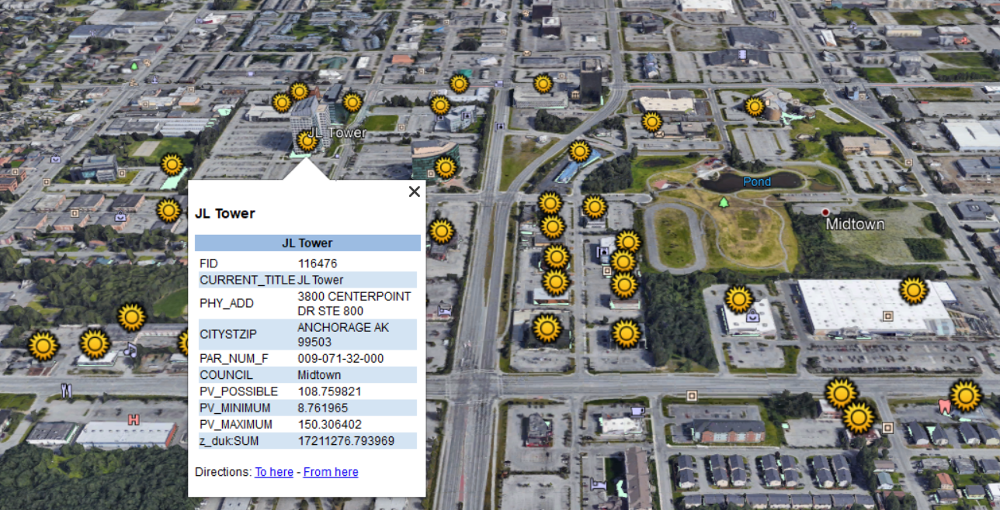 JL Tower
Pond
Midtown
JL Tower
JL Tower
FID 116476
CURRENT_TITLE JL Tower
PHY_ADD 3800 CENTERPOINT
DR STE 800
CITYSTZIP ANCHORAGE AK
99503
PAR_NUM_F 009-071-32-000
COUNCIL Midtown
PV_POSSIBLE 108.759821
PV_MINIMUM 8.761965
PV_MAXIMUM 150.306402
z_duk:SUM 17211276.793969
Directions: To here - From here
H